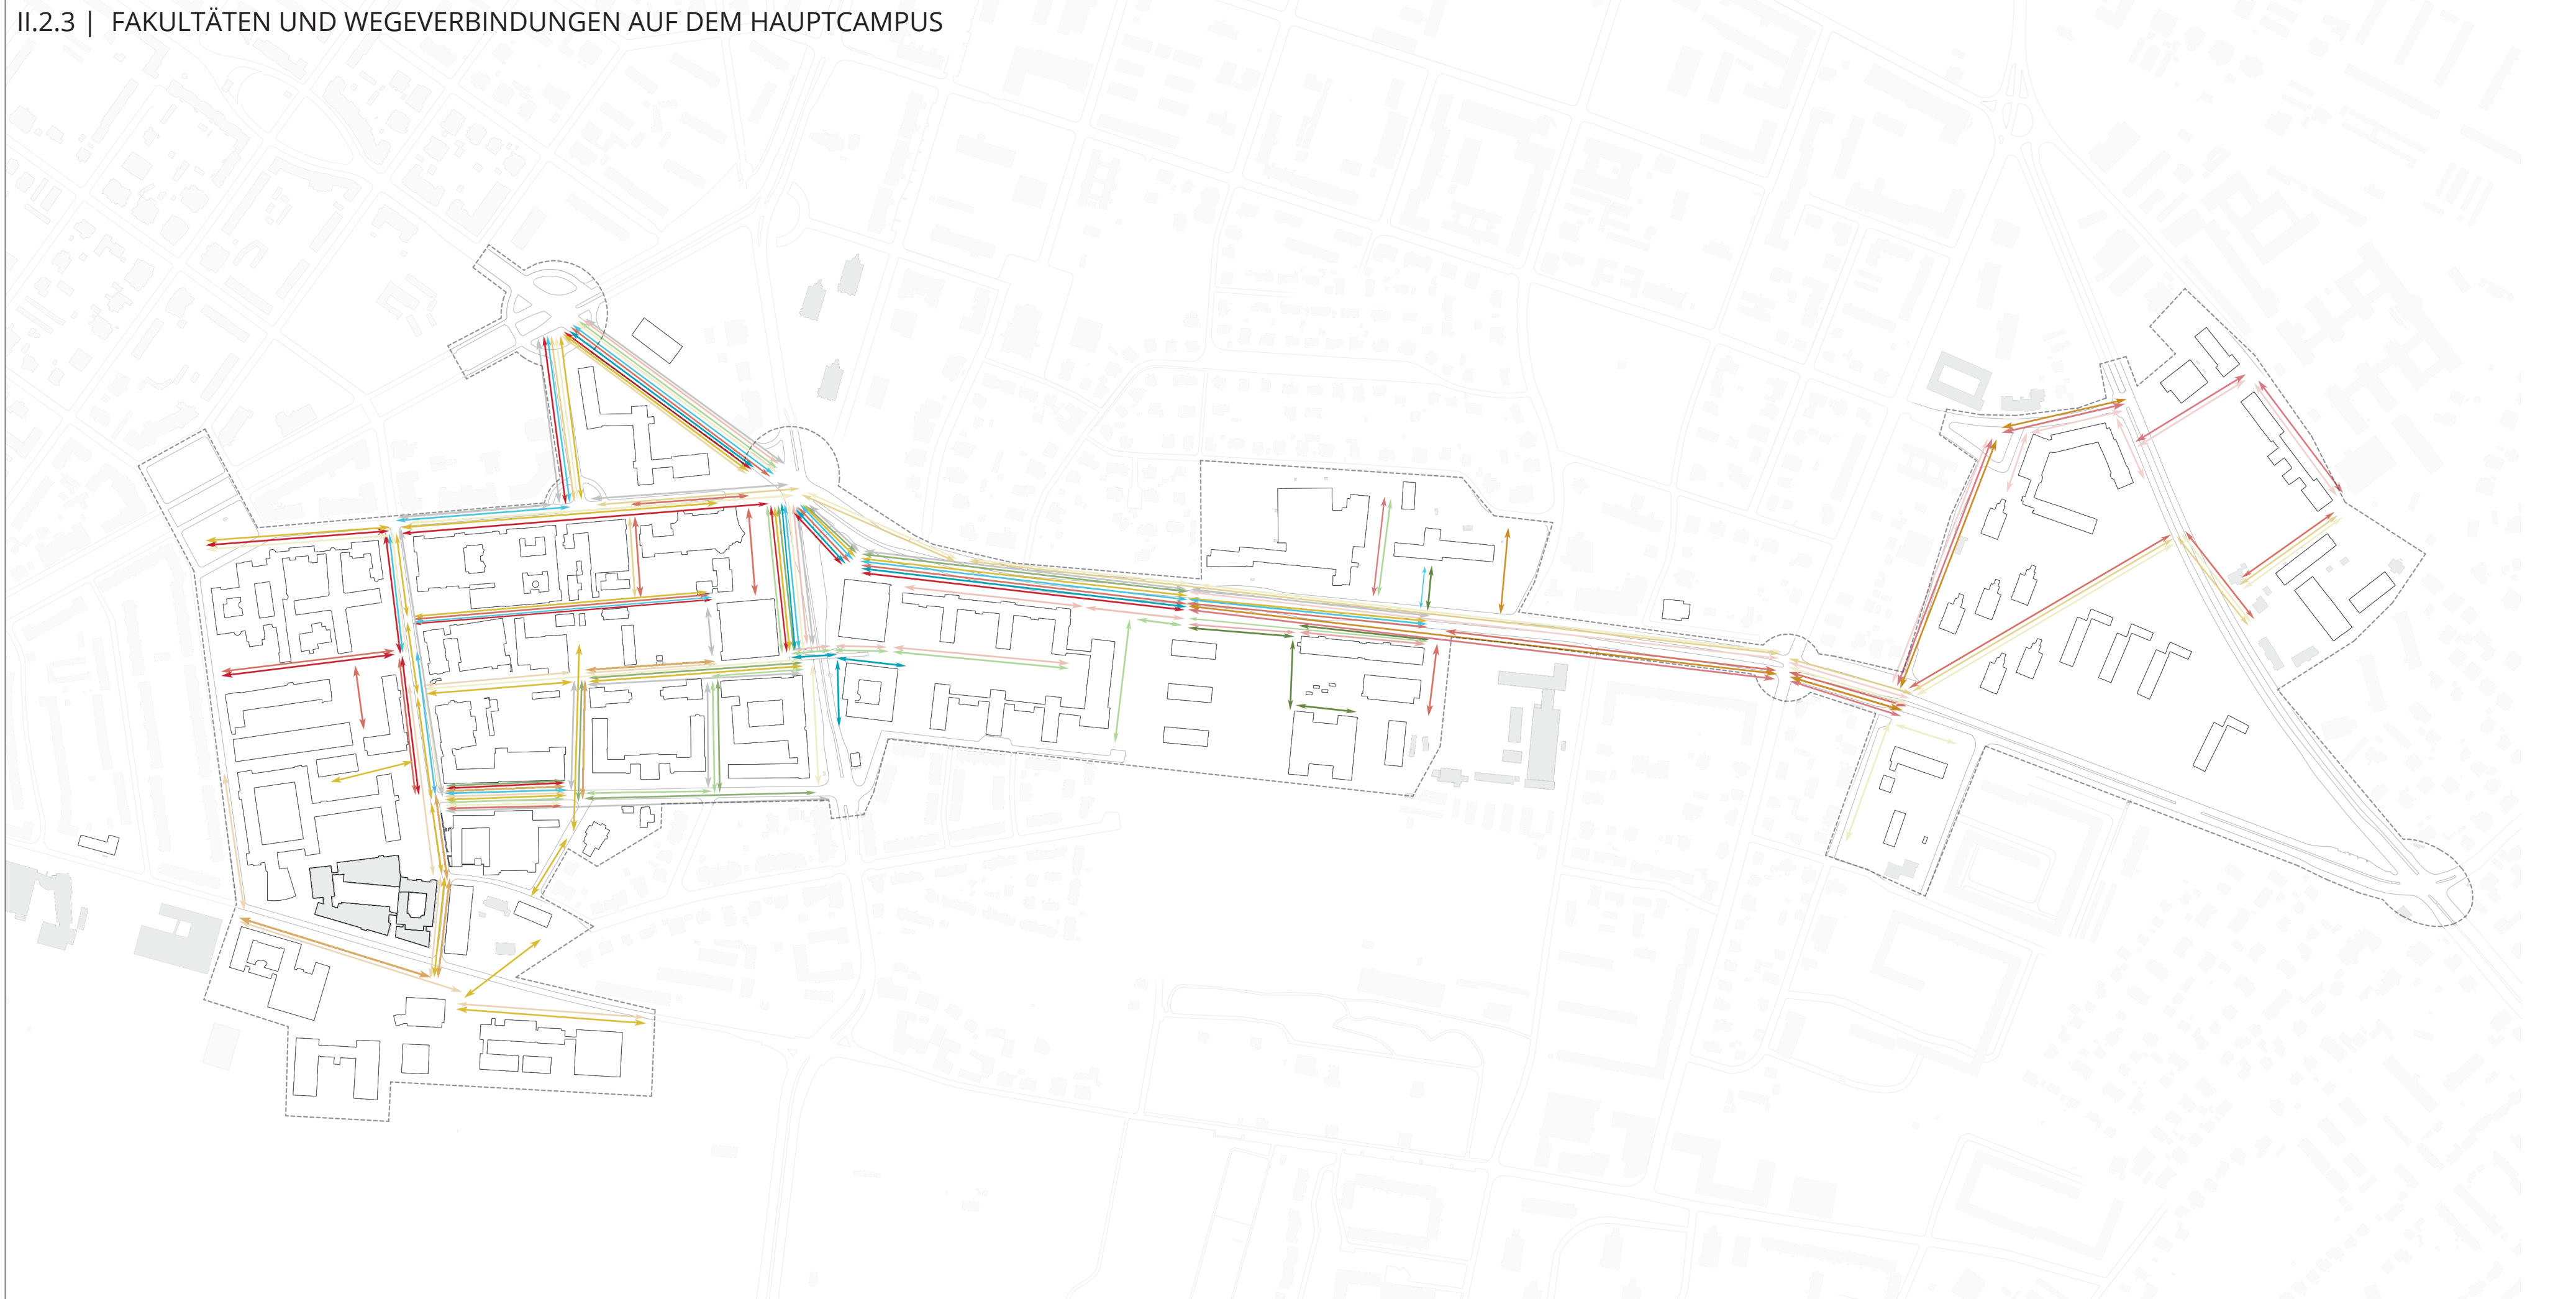 II.2.3 | FAKULTÄTEN UND WEGEVERBINDUNGEN AUF DEM HAUPTCAMPUS